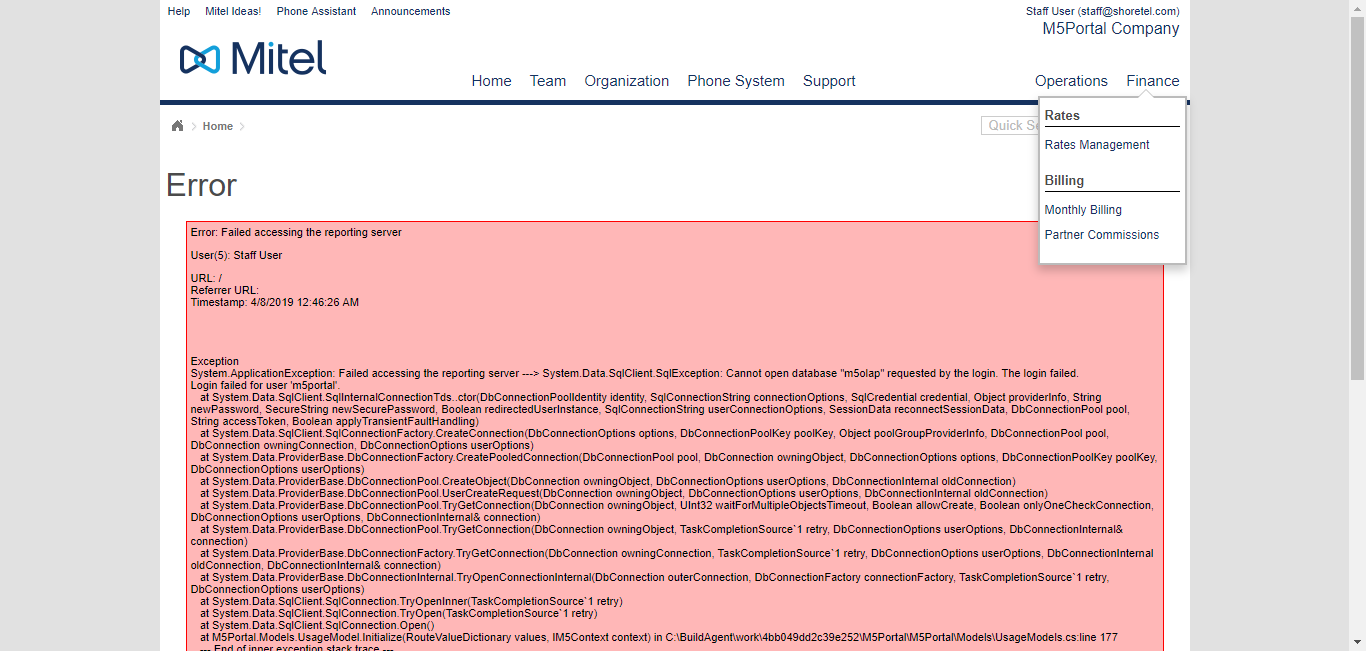 Help Mitel Ideas! Phone Assistant Announcements
Staff User (staff@shoretel.com)
M5Portal Company
Mitel
Home Team Organization Phone System Support Operations Finance
Home
Quick
Rates
Rates Management
Billing
Monthly Billing
Partner Commissions
Error
Error: Failed accessing the reporting server
User(5): Staff User
URL: /
Referrer URL:
Timestamp: 4/8/2019 12:46:26 AM
Exception
System.ApplicationException: Failed accessing the reporting server ---> System.Data.SqlClient.SqlException: Cannot open database "m5olap" requested by the login. The login failed.
Login failed for user 'm5portal'.
at System.Data.SqlClient.SqlInternalConnectionTds..ctor(DbConnectionPoolIdentity identity, SqlConnectionString connectionOptions, SqlCredential credential, Object providerInfo, String
newPassword, SecureString newSecurePassword, Boolean redirectedUserInstance, SqlConnectionString userConnectionOptions, SessionData reconnectSessionData, DbConnectionPool pool,
String accessToken, Boolean applyTransientFaultHandling)
at System.Data.SqlClient.SqlConnectionFactory.CreateConnection(DbConnectionOptions options, DbConnectionPoolKey poolKey, Object poolGroupProviderInfo, DbConnectionPool pool,
DbConnection owningConnection, DbConnectionOptions userOptions)
at System.Data.ProviderBase.DbConnectionFactory.CreatePooledConnection(DbConnectionPool pool, DbConnection owningObject, DbConnectionOptions options, DbConnectionPoolKey poolKey,
DbConnectionOptions userOptions)
at System.Data.ProviderBase.DbConnectionPool.CreateObject(DbConnection owningObject, DbConnectionOptions userOptions, DbConnectionInternal oldConnection)
at System.Data.ProviderBase.DbConnectionPool.UserCreateRequest(DbConnection owningObject, DbConnectionOptions userOptions, DbConnectionInternal oldConnection)
at System.Data.ProviderBase.DbConnectionPool.TryGetConnection(DbConnection owningObject, UInt32 waitForMultipleObjectsTimeout, Boolean allowCreate, Boolean onlyOneCheckConnection,
DbConnectionOptions userOptions, DbConnectionInternal& connection)
at System.Data.ProviderBase.DbConnectionPool.TryGetConnection(DbConnection owningObject, TaskCompletionSource`1 retry, DbConnectionOptions userOptions, DbConnectionInternal&
connection)
at System.Data.ProviderBase.DbConnectionFactory.TryGetConnection(DbConnection owningConnection, TaskCompletionSource`1 retry, DbConnectionOptions userOptions, DbConnectionInternal
oldConnection, DbConnectionInternal& connection)
at System.Data.ProviderBase.DbConnectionInternal.TryOpenConnectionInternal(DbConnection outerConnection, DbConnectionFactory connectionFactory, TaskCompletionSource`1 retry,
DbConnectionOptions userOptions)
at System.Data.SqlClient.SqlConnection.TryOpenInner(TaskCompletionSource`1 retry)
at System.Data.SqlClient.SqlConnection.TryOpen(TaskCompletionSource`1 retry)
at System.Data.SqlClient.SqlConnection.Open()
at M5Portal.Models.UsageModel.Initialize(RouteValueDictionary values, IM5Context context) in C:\BuildAgent\work\4bb049dd2c39e252\M5Portal\M5Portal\Models\UsageModels.cs:line 177
--- End of inner exception stack trace ---